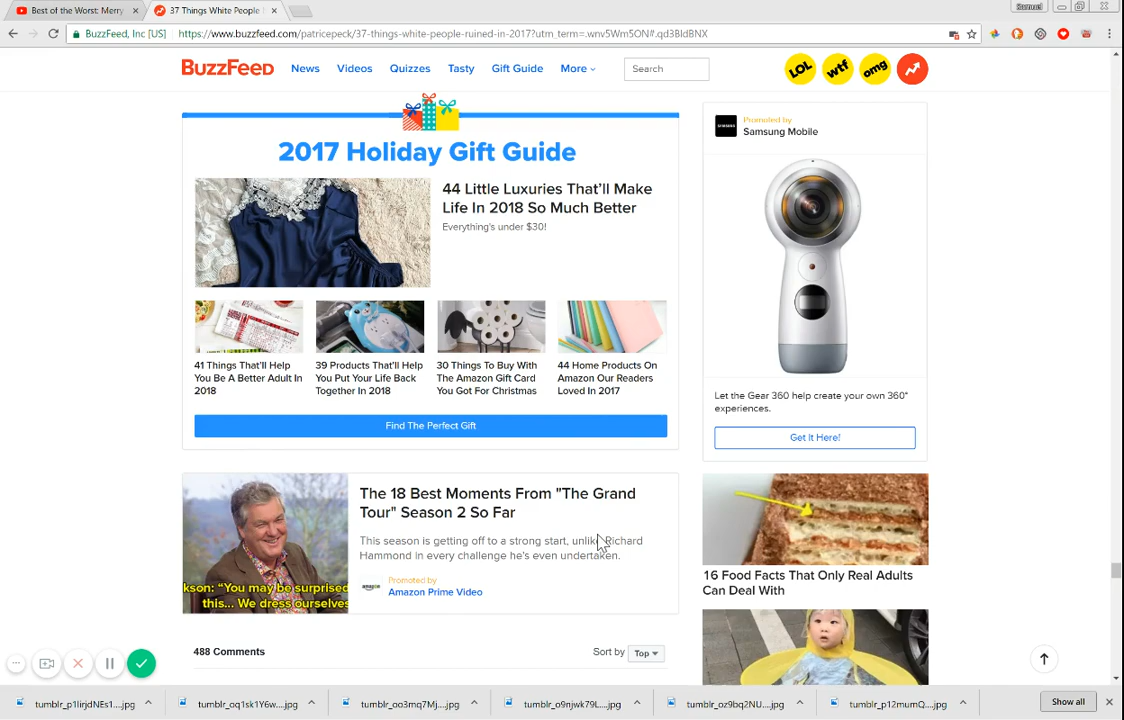 Best of the Worst: Merry
37 Things White People
Samuel
BuzzFeed, Inc [US]
https://www.buzzfeed.com/patricepeck/37-things-white-people-ruined-in-2017?utm_term=.wnv5Wm5ON#.qd3BldBNX
BuzzFeed
News
Videos
Quizzes
Tasty
Gift Guide
More
Search
LOL
wtf
omg
2017 Holiday Gift Guide
44 Little Luxuries That'll Make
Life In 2018 So Much Better
Everything's under $30!
41 Things That'll Help
You Be A Better Adult In
2018
39 Products That'll Help
You Put Your Life Back
Together In 2018
30 Things To Buy With
The Amazon Gift Card
You Got For Christmas
44 Home Products On
Amazon Our Readers
Loved In 2017
Find The Perfect Gift
Promoted by
Samsung Mobile
Let the Gear 360 help create your own 360°
experiences.
Get It Here!
kson: "You may be surprised
this... We dress ourselves
The 18 Best Moments From "The Grand
Tour" Season 2 So Far
This season is getting off to a strong start, unlike Richard
Hammond in every challenge he's even undertaken.
amazon
Promoted by
Amazon Prime Video
16 Food Facts That Only Real Adults
Can Deal With
488 Comments
Sort by
Top
tumblr_p1lirjdNEs1....jpg
tumblr_oq1sk1Y6w...jpg
tumblr_oo3mq7Mj....jpg
tumblr_o9njwk79L...jpg
tumblr_oz9bq2NU....jpg
tumblr_p12mumQ....jpg
Show all